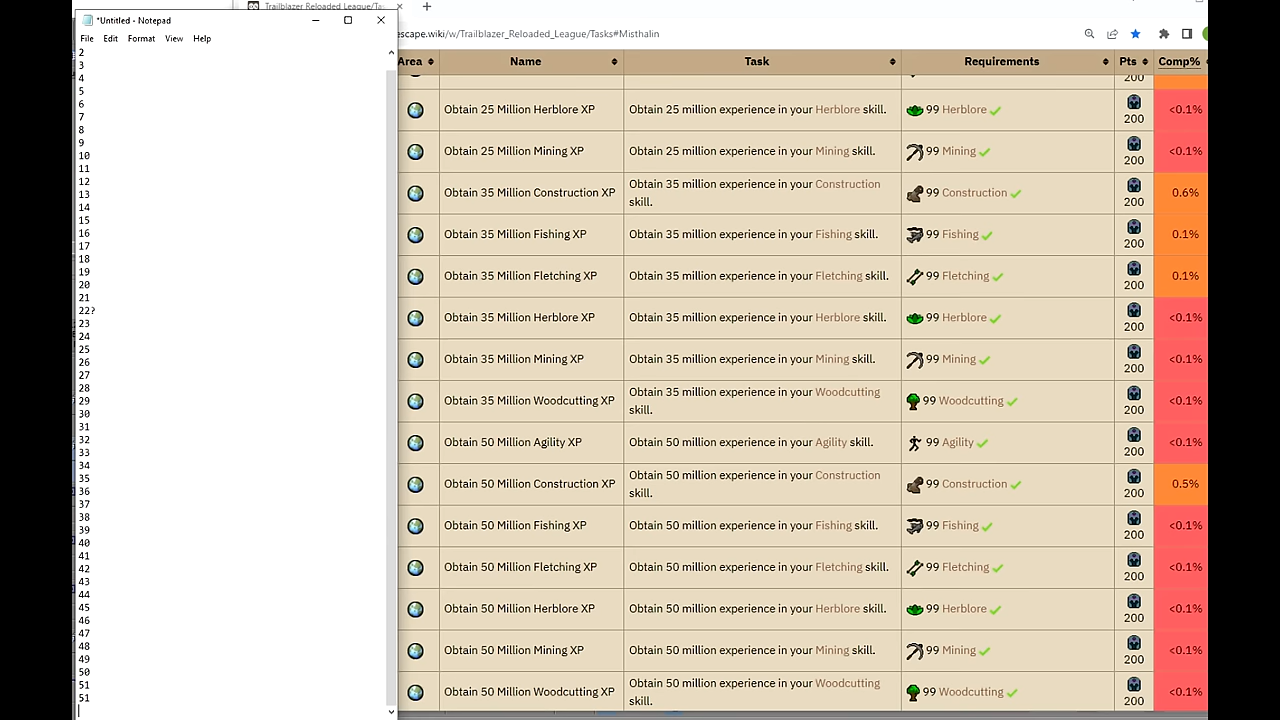 *Untitled - Notepad
File Edit Format View Help
2
3
4
5
6
7
8
9
10
11
12
13
14
15
16
17
18
19
20
21
22?
23
24
25
26
27
28
29
30
31
32
33
34
35
36
37
38
39
40
41
42
43
44
45
46
47
48
49
50
51
51
Trailblazer Reloaded League/Ta
escape.wiki/w/Trailblazer_Reloaded_League/Tasks#Misthalin
Area Name Task Requirements Pts Comp%
200
Obtain 25 Million Herblore XP Obtain 25 million experience in your Herblore skill. 99 Herblore 200 <0.1%
Obtain 25 Million Mining XP Obtain 25 million experience in your Mining skill. 99 Mining 200 <0.1%
Obtain 35 Million Construction XP Obtain 35 million experience in your Construction skill. 99 Construction 200 0.6%
Obtain 35 Million Fishing XP Obtain 35 million experience in your Fishing skill. 99 Fishing 200 0.1%
Obtain 35 Million Fletching XP Obtain 35 million experience in your Fletching skill. 99 Fletching 200 0.1%
Obtain 35 Million Herblore XP Obtain 35 million experience in your Herblore skill. 99 Herblore 200 <0.1%
Obtain 35 Million Mining XP Obtain 35 million experience in your Mining skill. 99 Mining 200 <0.1%
Obtain 35 Million Woodcutting XP Obtain 35 million experience in your Woodcutting skill. 99 Woodcutting 200 <0.1%
Obtain 50 Million Agility XP Obtain 50 million experience in your Agility skill. 99 Agility 200 <0.1%
Obtain 50 Million Construction XP Obtain 50 million experience in your Construction skill. 99 Construction 200 0.5%
Obtain 50 Million Fishing XP Obtain 50 million experience in your Fishing skill. 99 Fishing 200 <0.1%
Obtain 50 Million Fletching XP Obtain 50 million experience in your Fletching skill. 99 Fletching 200 <0.1%
Obtain 50 Million Herblore XP Obtain 50 million experience in your Herblore skill. 99 Herblore 200 <0.1%
Obtain 50 Million Mining XP Obtain 50 million experience in your Mining skill. 99 Mining 200 <0.1%
Obtain 50 Million Woodcutting XP Obtain 50 million experience in your Woodcutting skill. 99 Woodcutting 200 <0.1%